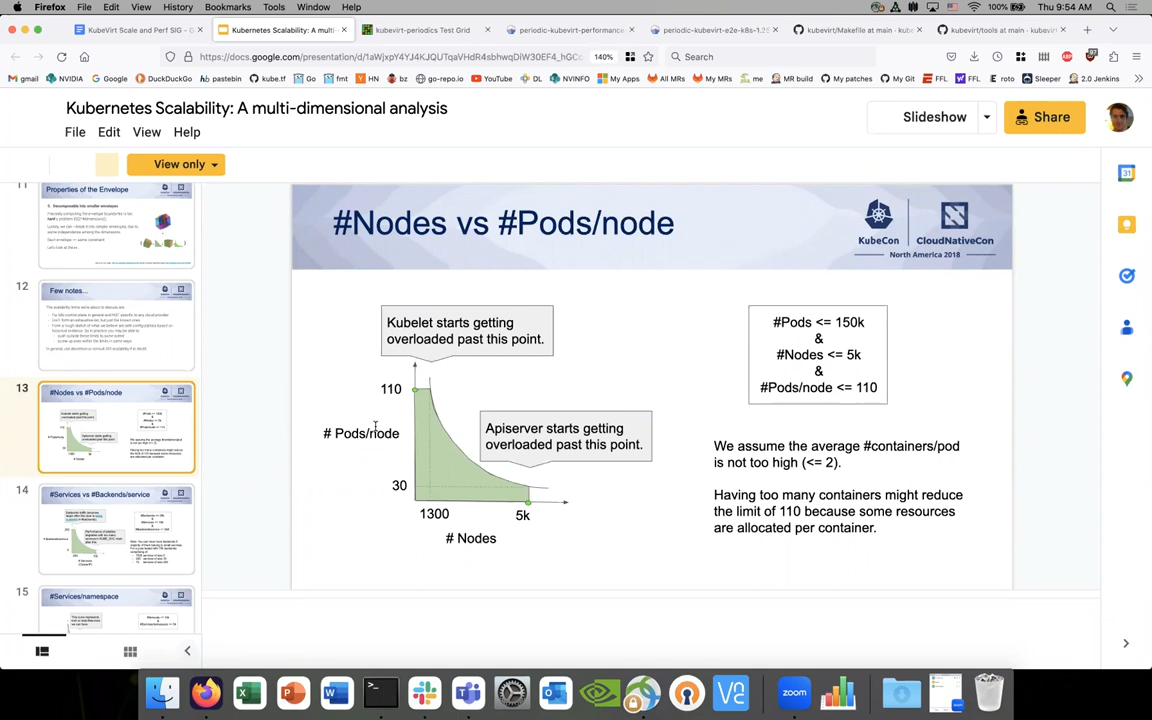 Firefox File Edit View History Bookmarks Tools Window Help
100% Thu 9:54 AM
KubeVirt Scale and Perf SIG - G
Kubernetes Scalability: A multi-
kubevirt-periodics Test Grid
periodic-kubevirt-performance
periodic-kubevirt-e2e-k8s-1.25
kubevirt/Makefile at main · kube
kubevirt/tools at main · kubevirt
140%
Search
gmail NVIDIA Google DuckDuckGo pastebin kube.tf Go fmt HN bz go-repo.io YouTube DL NVINFO My Apps All MRs My MRs me MR build My patches My Git FFL FFL roto Sleeper 2.0 Jenkins
Kubernetes Scalability: A multi-dimensional analysis
File Edit View Help
Slideshow
Share
View only
31
11
Properties of the Envelope
12
Few notes...
13
#Nodes vs #Pods/node
14
#Services vs #Backends/service
15
#Services/namespace
#Nodes vs #Pods/node
KubeCon
CloudNativeCon
North America 2018
Kubelet starts getting
overloaded past this point.
#Pods <= 150k
&
#Nodes <= 5k
&
#Pods/node <= 110
110
# Pods/node
Apiserver starts getting
overloaded past this point.
30
1300
5k
# Nodes
We assume the average #containers/pod
is not too high (<= 2).
Having too many containers might reduce
the limit of 110 because some resources
are allocated per container.
zoom